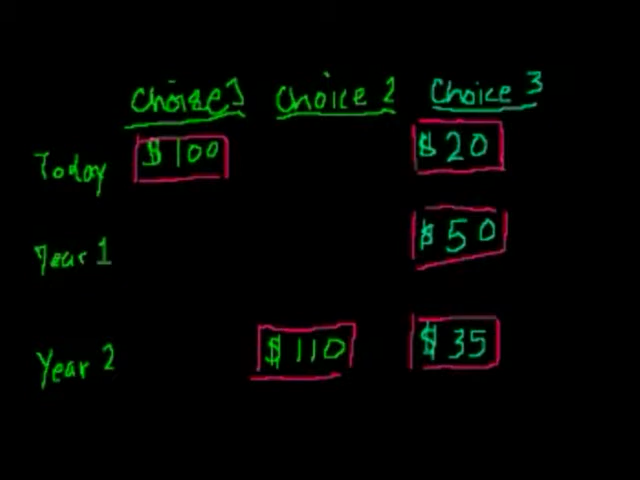 Choice 1 Choice 2 Choice 3
Today $100 $20
Year 1 $50
Year 2 $110 $35